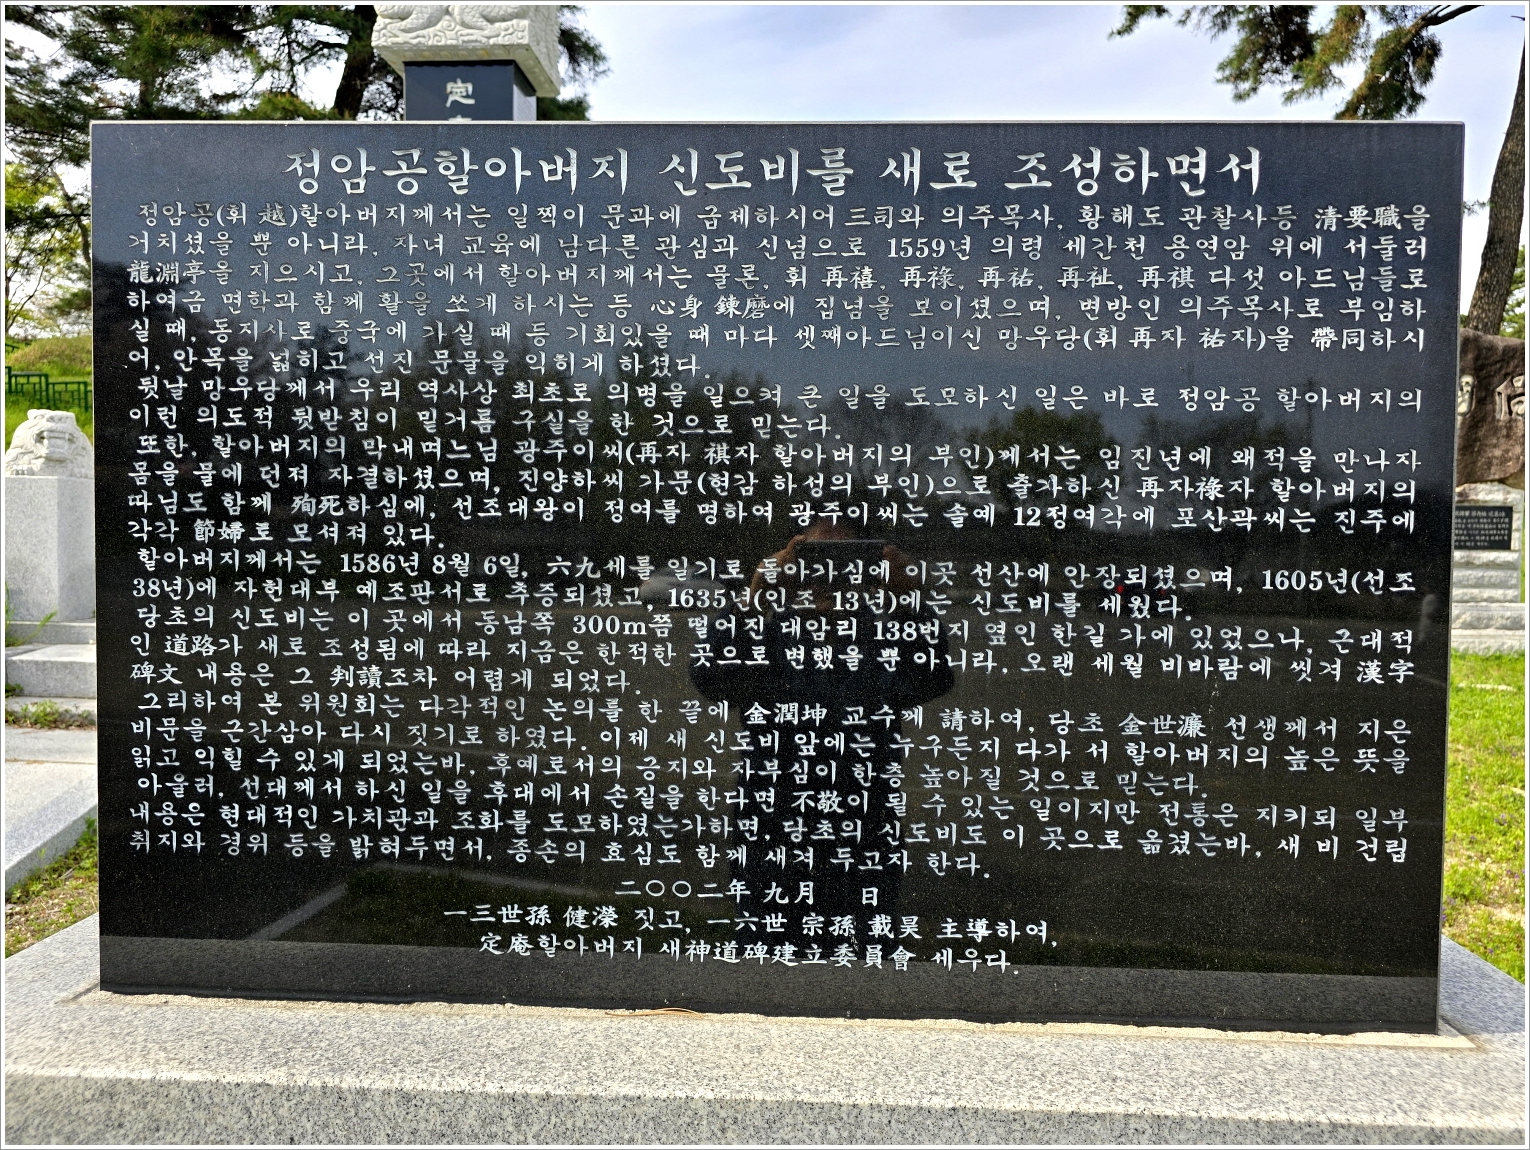 定
정암공할아버지 신도비를 새로 조성하면서
정암공(휘 越)할아버지께서는 일찍이 문과에 급제하시어 三司와 의주목사, 황해도 관찰사등 清要職을
거치셨을 뿐 아니라, 자녀 교육에 남다른 관심과 신념으로 1559년 의령 세간천 용연암 위에 서둘러
龍淵亭을 지으시고, 그곳에서 할아버지께서는 물론, 휘 再禧, 再祿, 再祐, 再祉, 再祺 다섯 아드님들로
하여금 면학과 함께 활을 쏘게 하시는 등 心身 鍊磨에 집념을 보이셨으며, 변방인 의주목사로 부임하
실 때, 동지사로 중국에 가실 때 등 기회있을 때 마다 셋째아드님이신 망우당(휘 再자 祐자)을 帶同하시
어, 안목을 넓히고 선진 문물을 익히게 하셨다.
뒷날 망우당께서 우리 역사상 최초로 의병을 일으켜 큰 일을 도모하신 일은 바로 정암공 할아버지의
이런 의도적 뒷받침이 밑거름 구실을 한 것으로 믿는다.
또한, 할아버지의 막내며느님 광주이씨(再자 祺자 할아버지의 부인)께서는 임진년에 왜적을 만나자
몸을 물에 던져 자결하셨으며, 진양하씨 가문(현감 하성의 부인)으로 출가하신 再자祿자 할아버지의
따님도 함께 殉死하심에, 선조대왕이 정여를 명하여 광주이씨는 솔예 12정여각에 포산곽씨는 진주에
각각 節婦로 모셔져 있다.
할아버지께서는 1586년 8월 6일, 六九세를 일기로 돌아가심에 이곳 선산에 안장되셨으며, 1605년(선조
38년)에 자헌대부 예조판서로 추증되셨고, 1635년(인조 13년)에는 신도비를 세웠다.
당초의 신도비는 이 곳에서 동남쪽 300m쯤 떨어진 대암리 138번지 옆인 한길 가에 있었으나, 근대적
인 道路가 새로 조성됨에 따라 지금은 한적한 곳으로 변했을 뿐 아니라, 오랜 세월 비바람에 씻겨 漢字
碑文 내용은 그 判讀조차 어렵게 되었다.
그리하여 본 위원회는 다각적인 논의를 한 끝에 金潤坤 교수께 請하여, 당초 金世濂 선생께서 지은
비문을 근간삼아 다시 짓기로 하였다. 이제 새 신도비 앞에는 누구든지 다가 서 할아버지의 높은 뜻을
읽고 익힐 수 있게 되었는바, 후예로서의 긍지와 자부심이 한층 높아질 것으로 믿는다.
아울러, 선대께서 하신 일을 후대에서 손질을 한다면 不敬이 될 수 있는 일이지만 전통은 지키되 일부
내용은 현대적인 가치관과 조화를 도모하였는가하면, 당초의 신도비도 이 곳으로 옮겼는바, 새 비 건립
취지와 경위 등을 밝혀두면서, 종손의 효심도 함께 새겨 두고자 한다.
二〇〇二年 九月 日
一三世孫 健濚 짓고, 一六世 宗孫 載昊 主導하여,
定庵할아버지 새神道碑建立委員會 세우다.